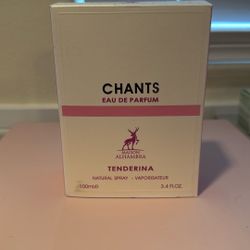 CHANTS
EAU DE PARFUM
MAISON
ALHAMBRA
TENDERINA
NATURAL SPRAY - VAPORISATEUR
100ml℮ 3.4 FL.OZ.